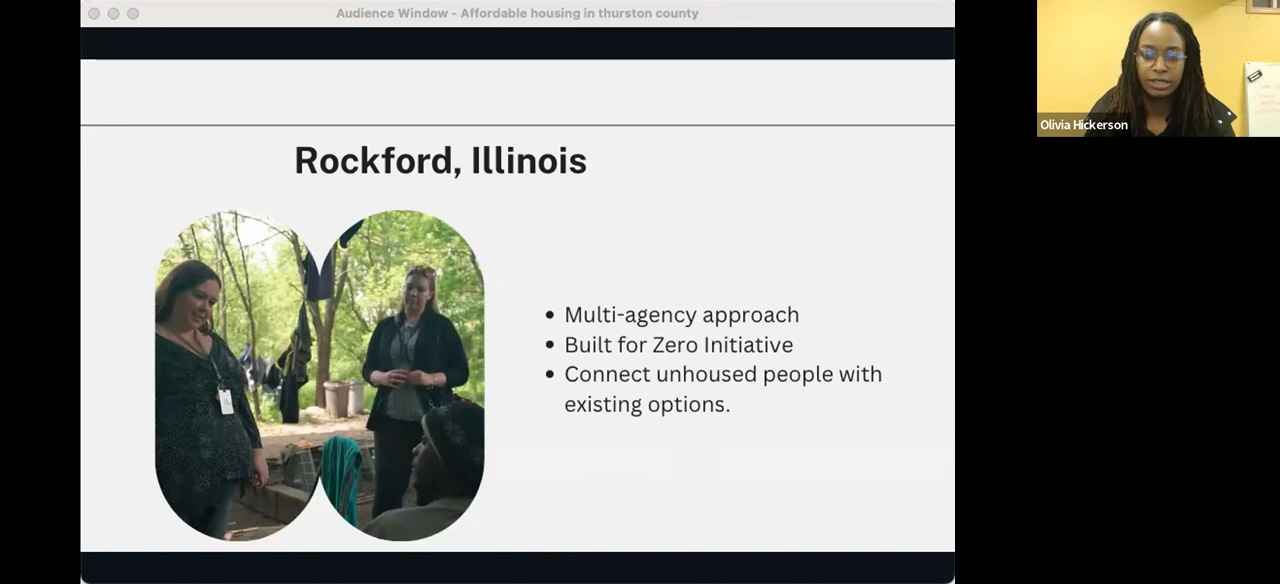 Audience Window - Affordable housing in thurston county
Olivia Hickerson
Rockford, Illinois
• Multi-agency approach
• Built for Zero Initiative
• Connect unhoused people with
existing options.